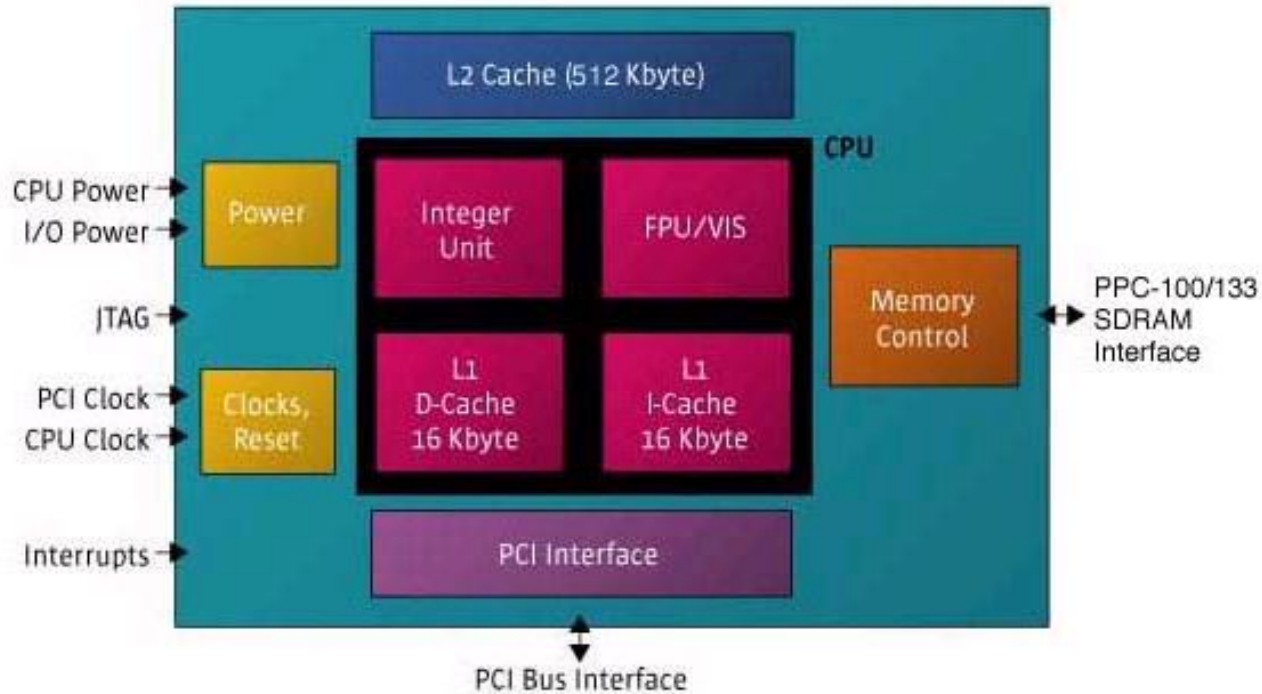 L2 Cache (512 Kbyte)
CPU
CPU Power
I/O Power
Power
Integer
Unit
FPU/VIS
JTAG
Memory
Control
PPC-100/133
SDRAM
Interface
PCI Clock
CPU Clock
Clocks,
Reset
L1
D-Cache
16 Kbyte
L1
I-Cache
16 Kbyte
Interrupts
PCI Interface
PCI Bus Interface